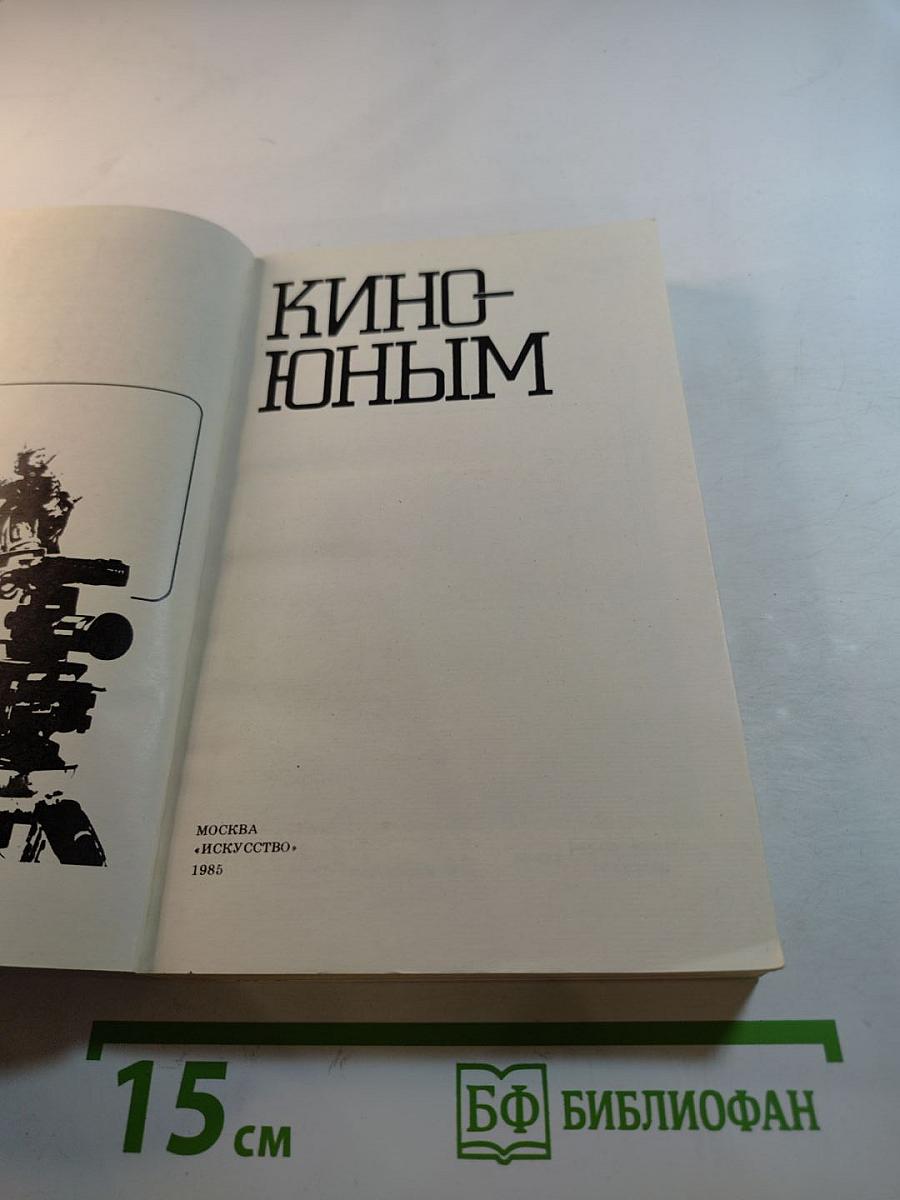 КИНО-
ЮНЫМ
МОСКВА
«ИСКУССТВО»
1985
15 см
БФ БИБЛИОФАН